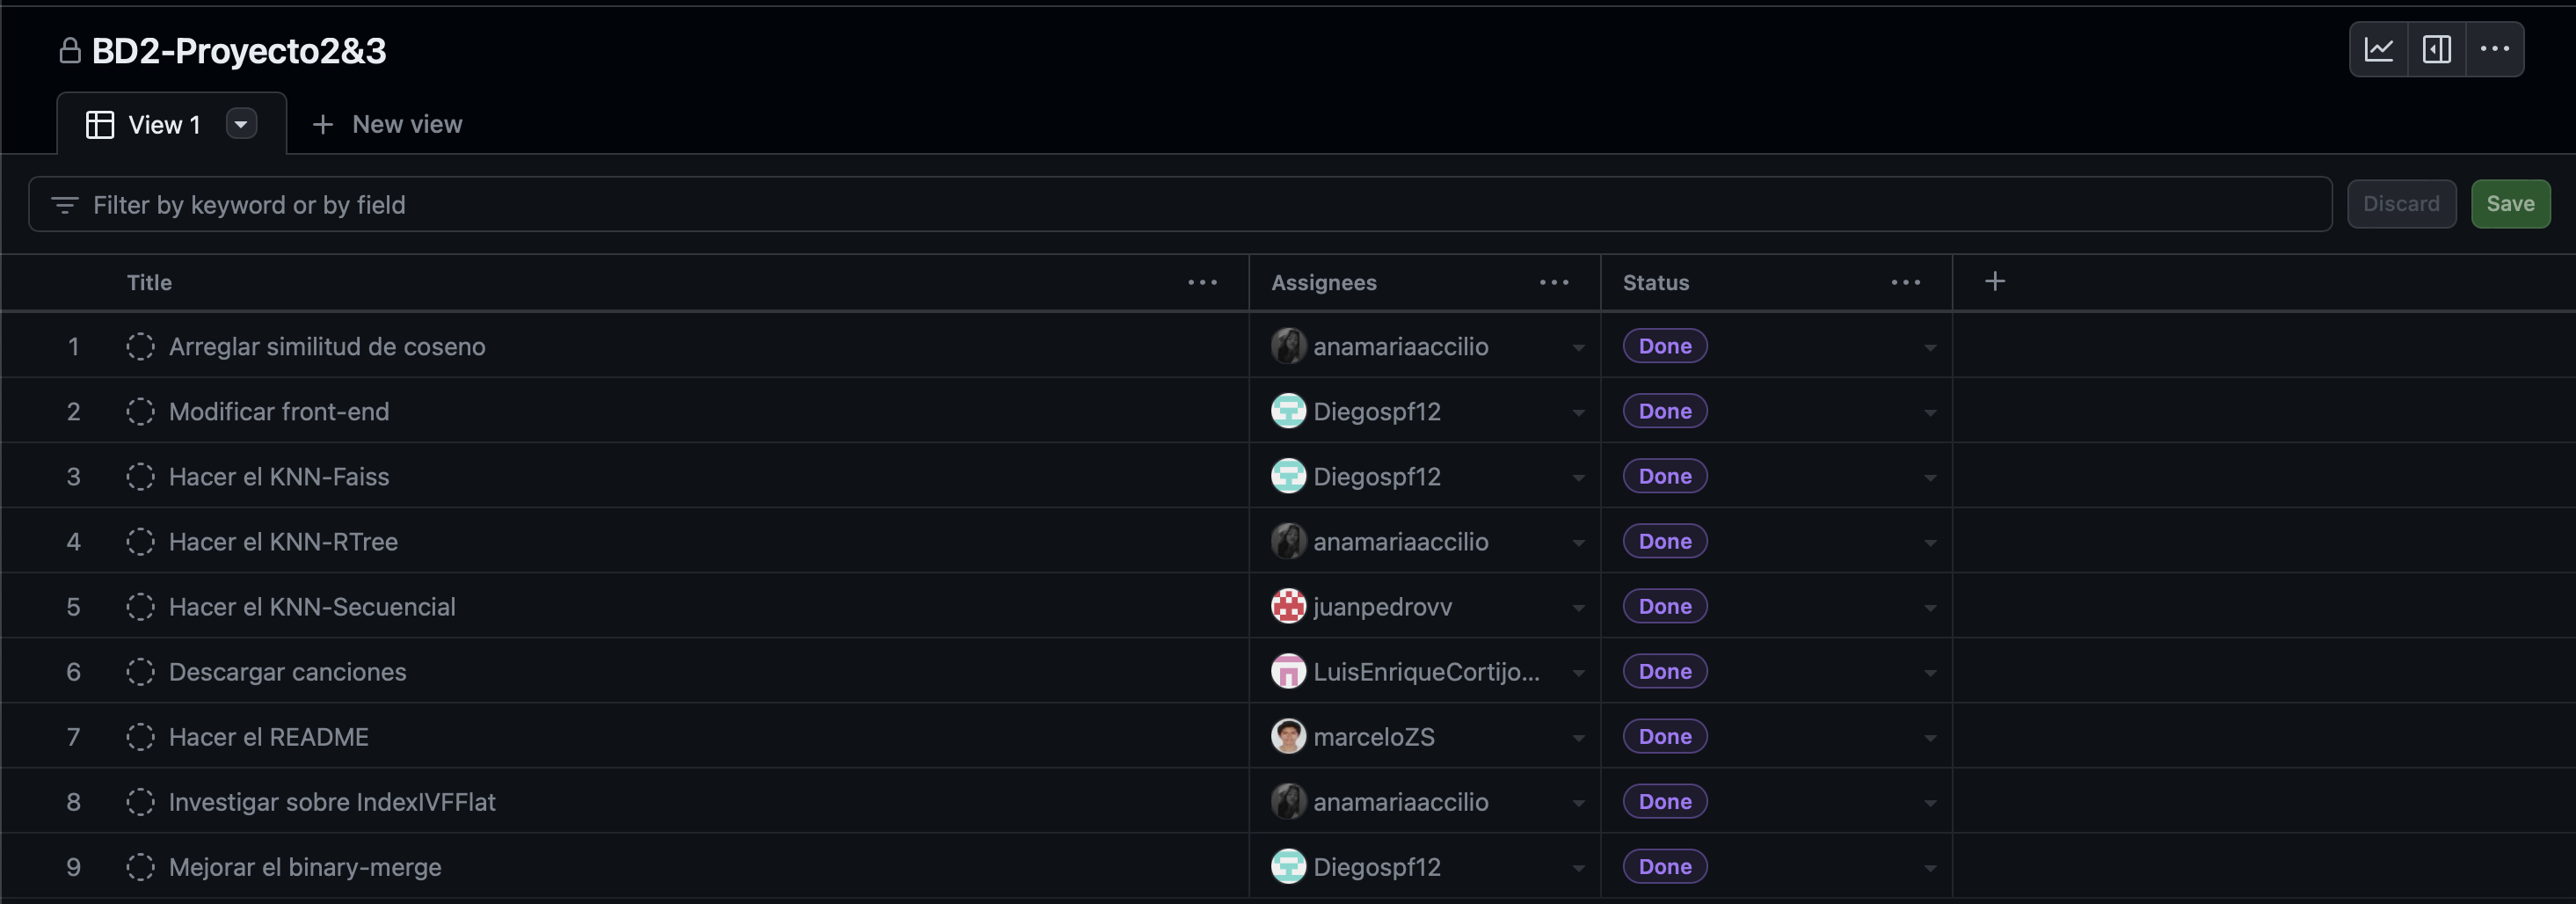 BD2-Proyecto2&3
View 1 New view
Filter by keyword or by field Discard Save
Title Assignees Status
1 Arreglar similitud de coseno anamariaaccilio Done
2 Modificar front-end Diegospf12 Done
3 Hacer el KNN-Faiss Diegospf12 Done
4 Hacer el KNN-RTree anamariaaccilio Done
5 Hacer el KNN-Secuencial juanpedrovv Done
6 Descargar canciones LuisEnriqueCortijo... Done
7 Hacer el README marceloZS Done
8 Investigar sobre IndexIVFFlat anamariaaccilio Done
9 Mejorar el binary-merge Diegospf12 Done